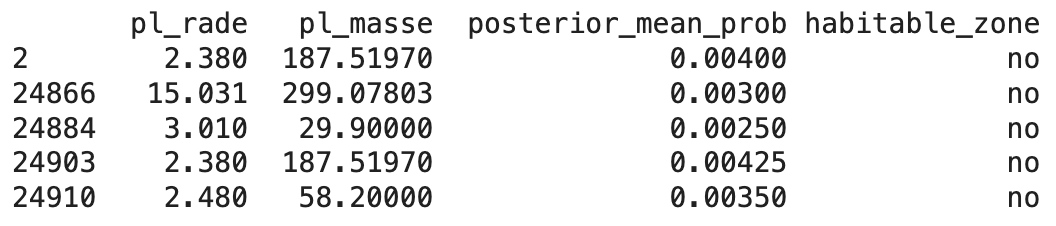 pl_rade pl_masse posterior_mean_prob habitable_zone
2 2.380 187.51970 0.00400 no
24866 15.031 299.07803 0.00300 no
24884 3.010 29.90000 0.00250 no
24903 2.380 187.51970 0.00425 no
24910 2.480 58.20000 0.00350 no